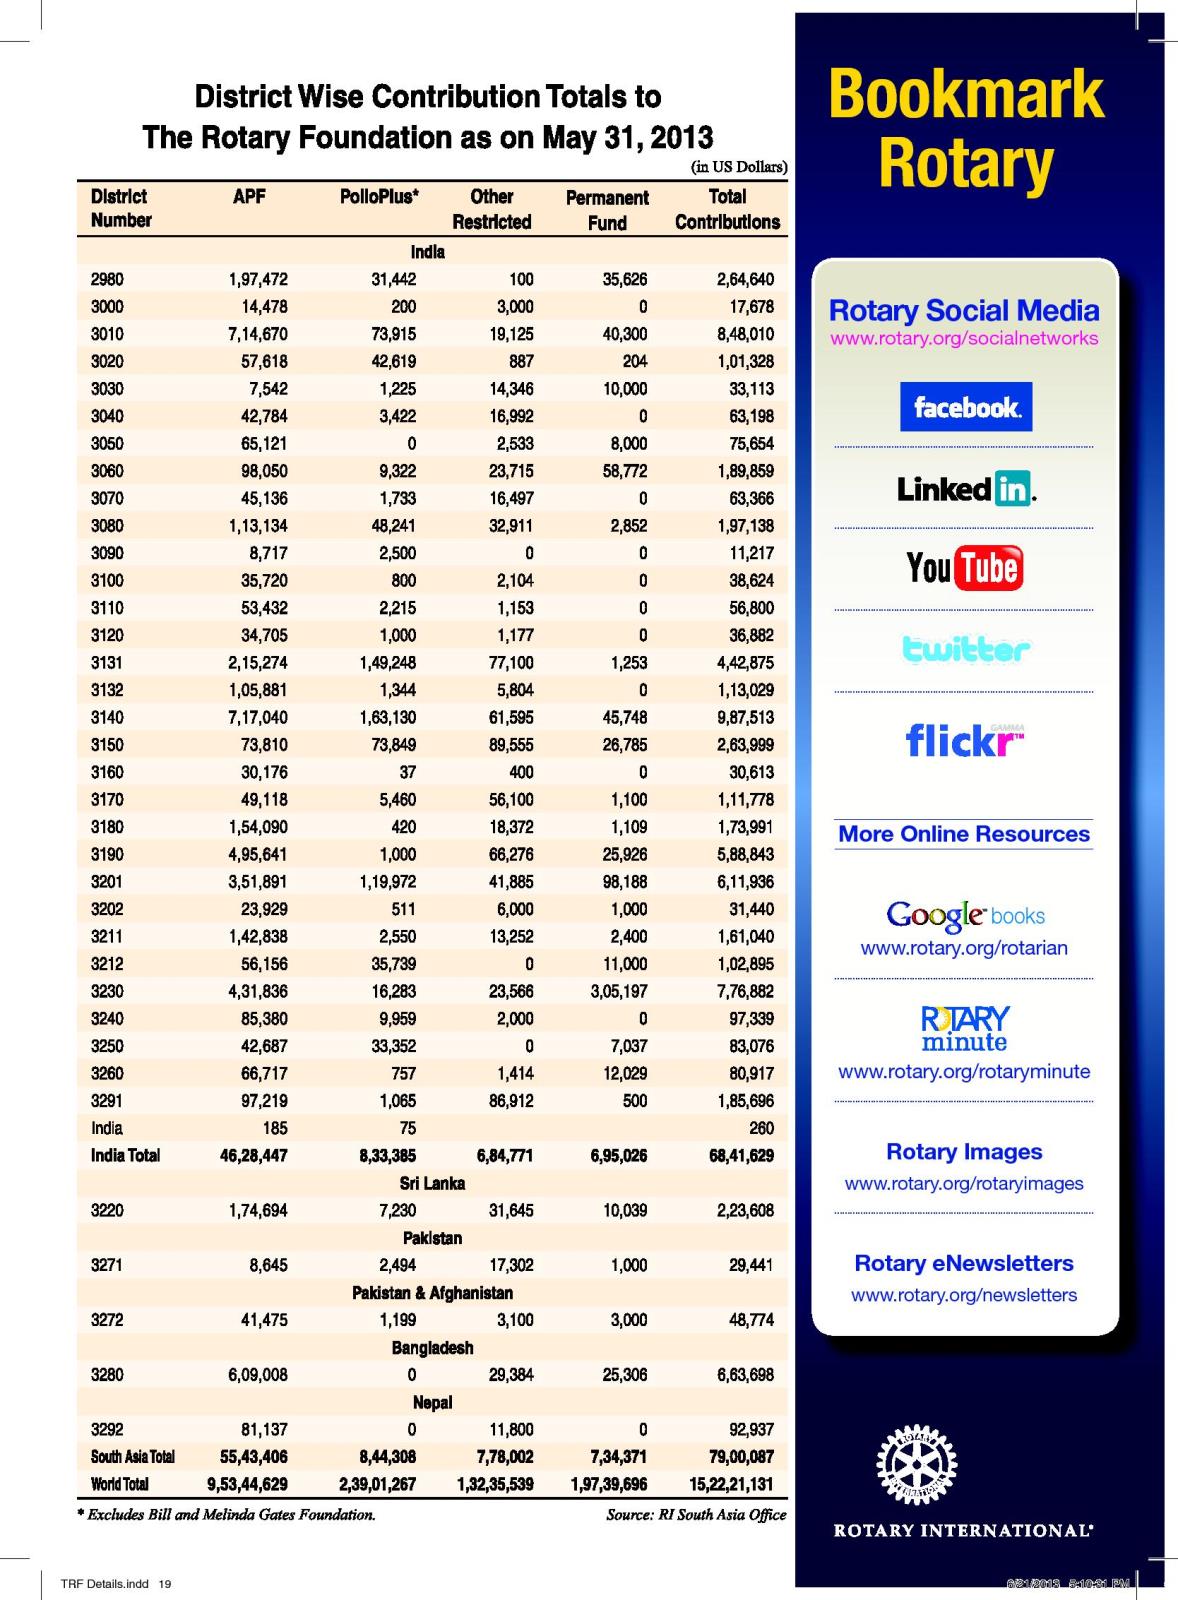 District Wise Contribution Totals to
The Rotary Foundation as on May 31, 2013
(in US Dollars)
District Number APF PolioPlus* Other Restricted Permanent Fund Total Contributions
India
2980 1,97,472 31,442 100 35,626 2,64,640
3000 14,478 200 3,000 0 17,678
3010 7,14,670 73,915 19,125 40,300 8,48,010
3020 57,618 42,619 887 204 1,01,328
3030 7,542 1,225 14,346 10,000 33,113
3040 42,784 3,422 16,992 0 63,198
3050 65,121 0 2,533 8,000 75,654
3060 98,050 9,322 23,715 58,772 1,89,859
3070 45,136 1,733 16,497 0 63,366
3080 1,13,134 48,241 32,911 2,852 1,97,138
3090 8,717 2,500 0 0 11,217
3100 35,720 800 2,104 0 38,624
3110 53,432 2,215 1,153 0 56,800
3120 34,705 1,000 1,177 0 36,882
3131 2,15,274 1,49,248 77,100 1,253 4,42,875
3132 1,05,881 1,344 5,804 0 1,13,029
3140 7,17,040 1,63,130 61,595 45,748 9,87,513
3150 73,810 73,849 89,555 26,785 2,63,999
3160 30,176 37 400 0 30,613
3170 49,118 5,460 56,100 1,100 1,11,778
3180 1,54,090 420 18,372 1,109 1,73,991
3190 4,95,641 1,000 66,276 25,926 5,88,843
3201 3,51,891 1,19,972 41,885 98,188 6,11,936
3202 23,929 511 6,000 1,000 31,440
3211 1,42,838 2,550 13,252 2,400 1,61,040
3212 56,156 35,739 0 11,000 1,02,895
3230 4,31,836 16,283 23,566 3,05,197 7,76,882
3240 85,380 9,959 2,000 0 97,339
3250 42,687 33,352 0 7,037 83,076
3260 66,717 757 1,414 12,029 80,917
3291 97,219 1,065 86,912 500 1,85,696
India 185 75 260
India Total 46,28,447 8,33,385 6,84,771 6,95,026 68,41,629
Sri Lanka
3220 1,74,694 7,230 31,645 10,039 2,23,608
Pakistan
3271 8,645 2,494 17,302 1,000 29,441
Pakistan & Afghanistan
3272 41,475 1,199 3,100 3,000 48,774
Bangladesh
3280 6,09,008 0 29,384 25,306 6,63,698
Nepal
3292 81,137 0 11,800 0 92,937
South Asia Total 55,43,406 8,44,308 7,78,002 7,34,371 79,00,087
World Total 9,53,44,629 2,39,01,267 1,32,35,539 1,97,39,696 15,22,21,131
* Excludes Bill and Melinda Gates Foundation. Source: RI South Asia Office
Bookmark
Rotary
Rotary Social Media
www.rotary.org/socialnetworks
facebook.
Linked in.
You Tube
twitter
flickr GAMMA ™
More Online Resources
Google books
www.rotary.org/rotarian
ROTARY
minute
www.rotary.org/rotaryminute
Rotary Images
www.rotary.org/rotaryimages
Rotary eNewsletters
www.rotary.org/newsletters
ROTARY
INTERNATIONAL
ROTARY INTERNATIONAL®
TRF Details.indd 19
6/21/2013 5:10:31 PM